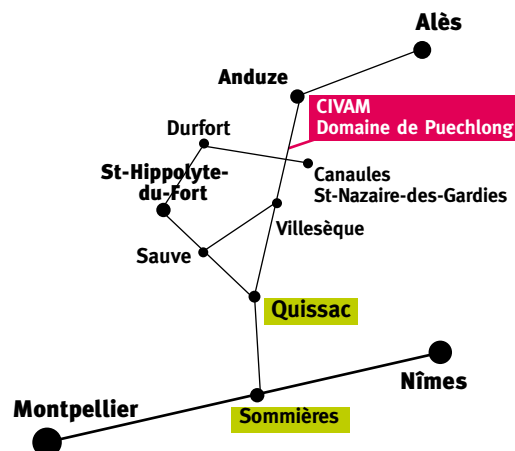 Alès
Anduze
CIVAM
Domaine de Puechlong
Durfort
St-Hippolyte-
du-Fort
Canaules
St-Nazaire-des-Gardies
Villesèque
Sauve
Quissac
Nîmes
Montpellier
Sommières